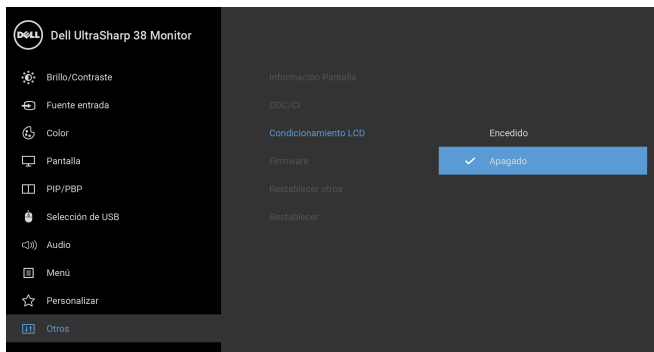 DELL Dell UltraSharp 38 Monitor
Brillo/Contraste
Fuente entrada
Color
Pantalla
PIP/PBP
Selección de USB
Audio
Menú
Personalizar
Otros
Información Pantalla
DDC/CI
Condicionamiento LCD
Firmware
Restablecer otros
Restablecer
Encedido
Apagado